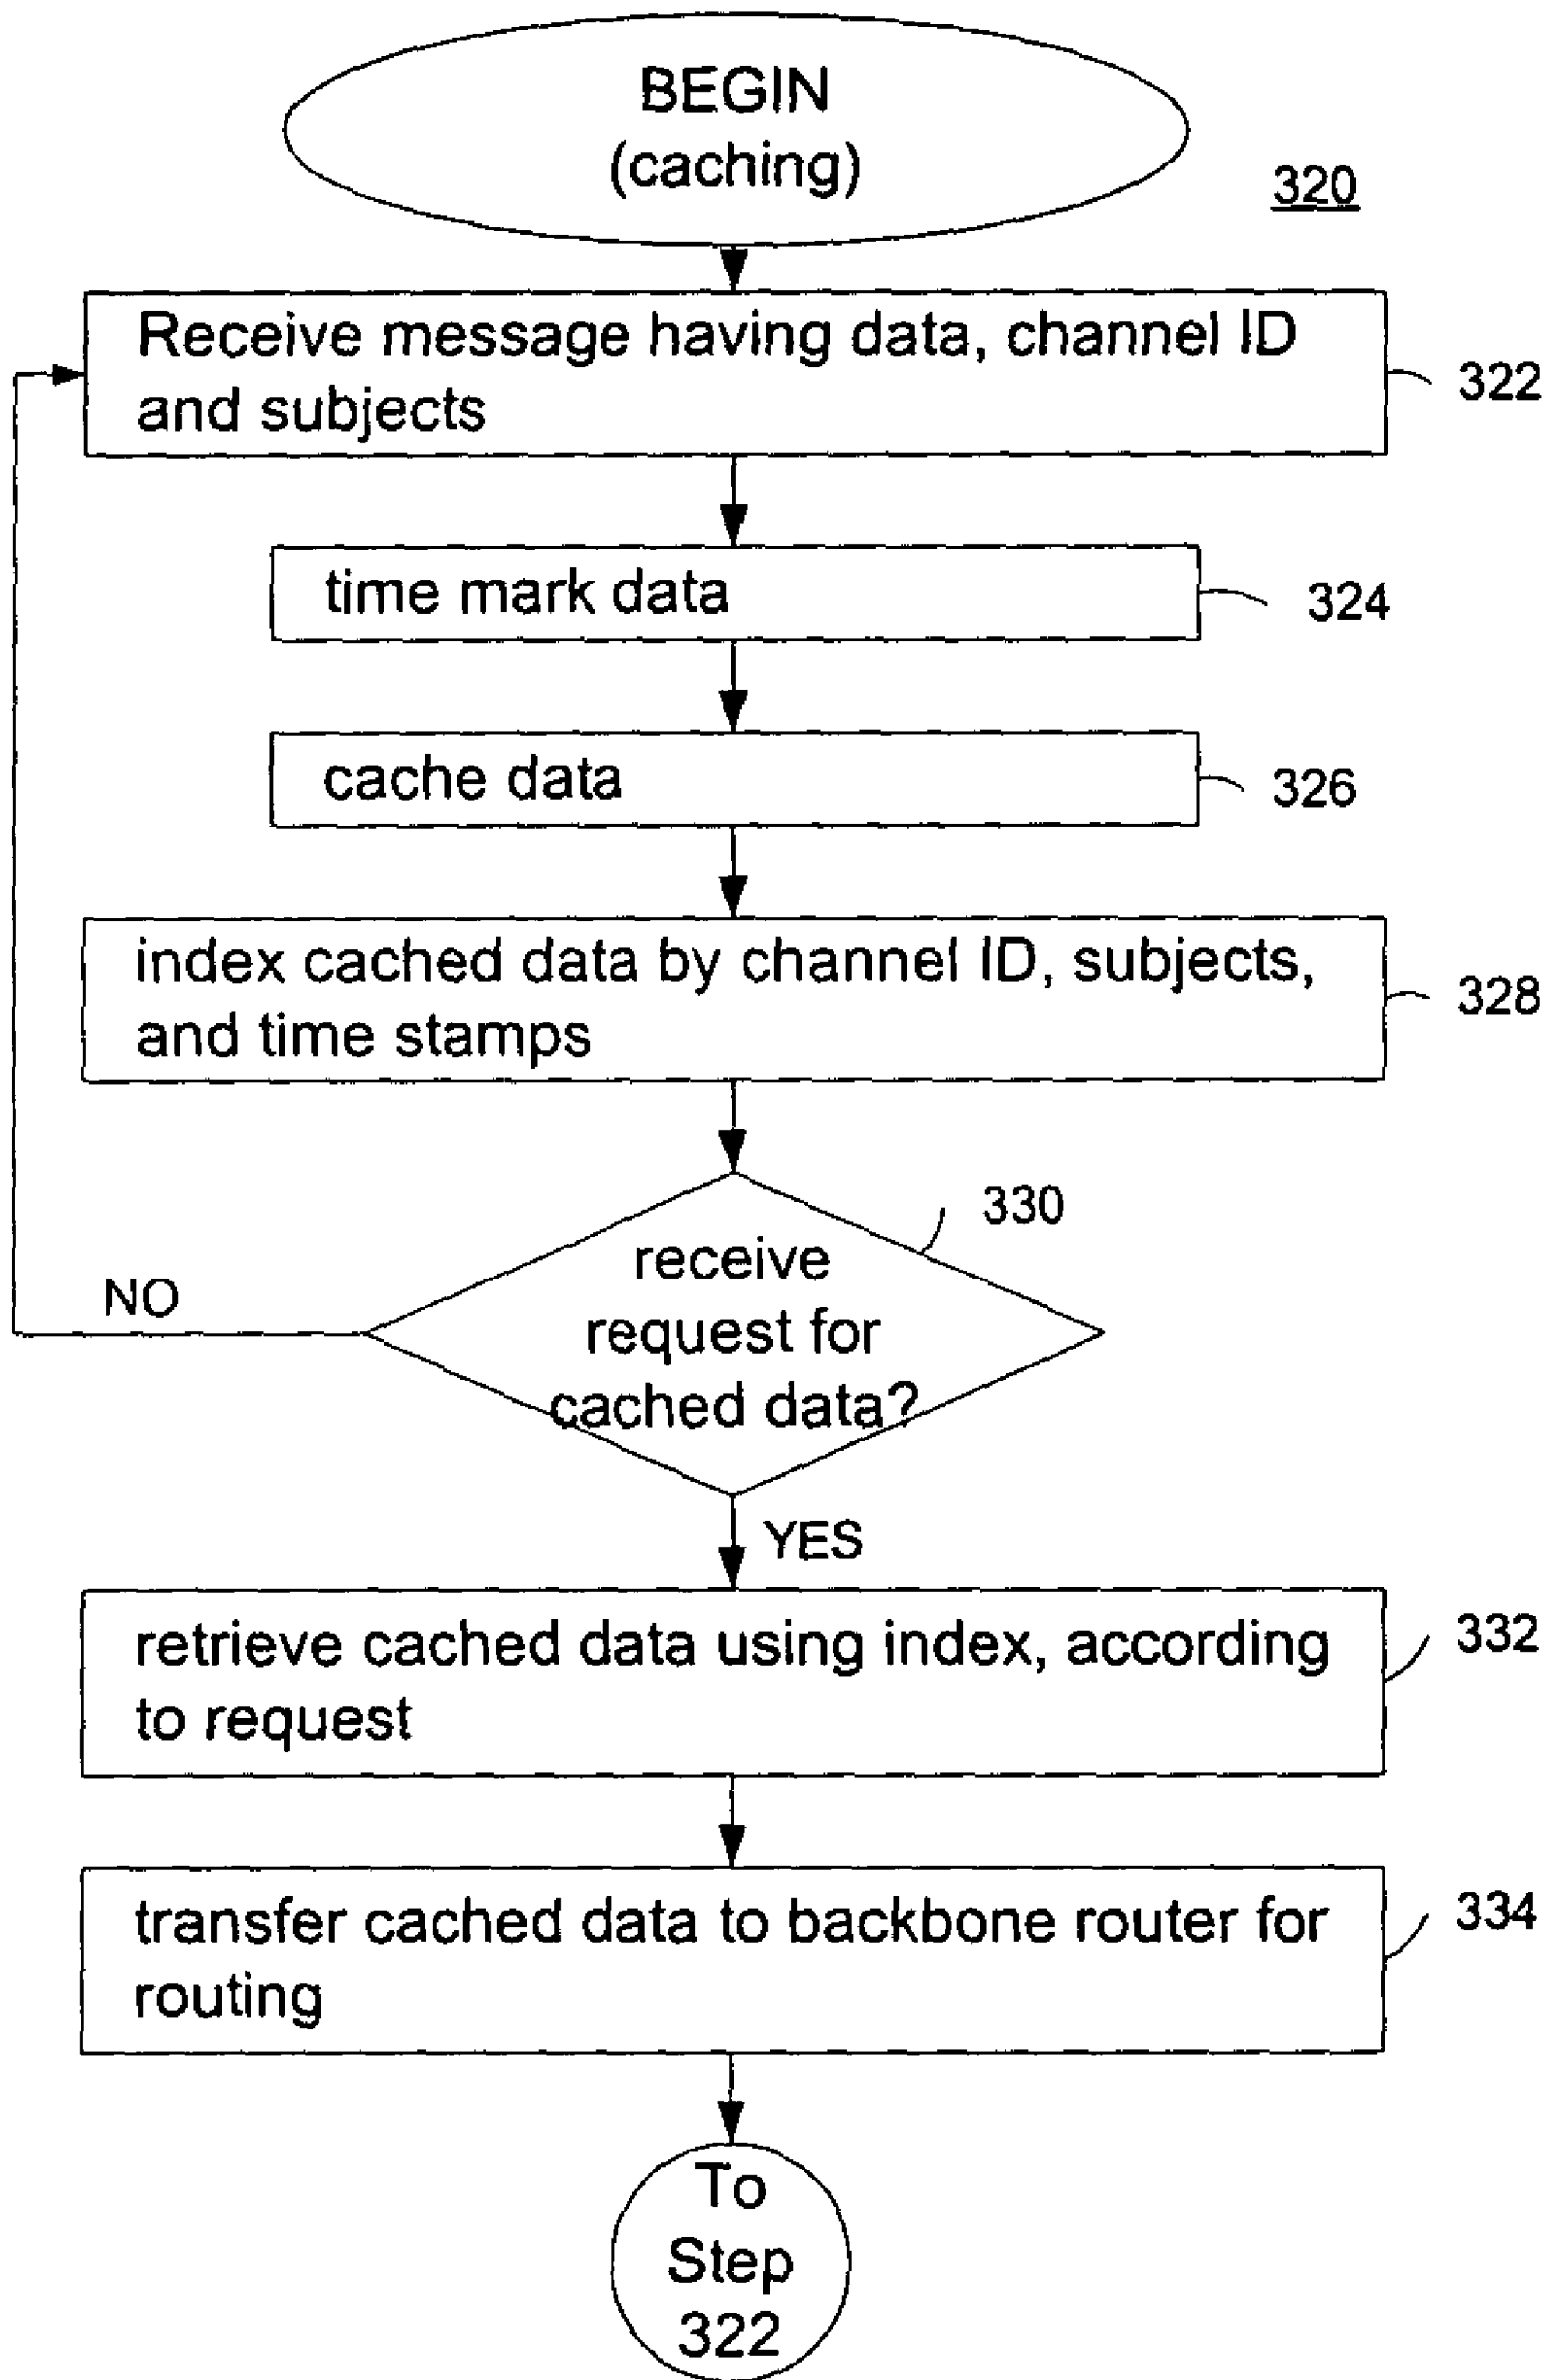 BEGIN
(caching)
320
Receive message having data, channel ID
and subjects
322
time mark data
324
cache data
326
index cached data by channel ID, subjects,
and time stamps
328
330
receive
request for
cached data?
NO
YES
retrieve cached data using index, according
to request
332
transfer cached data to backbone router for
routing
334
To
Step
322